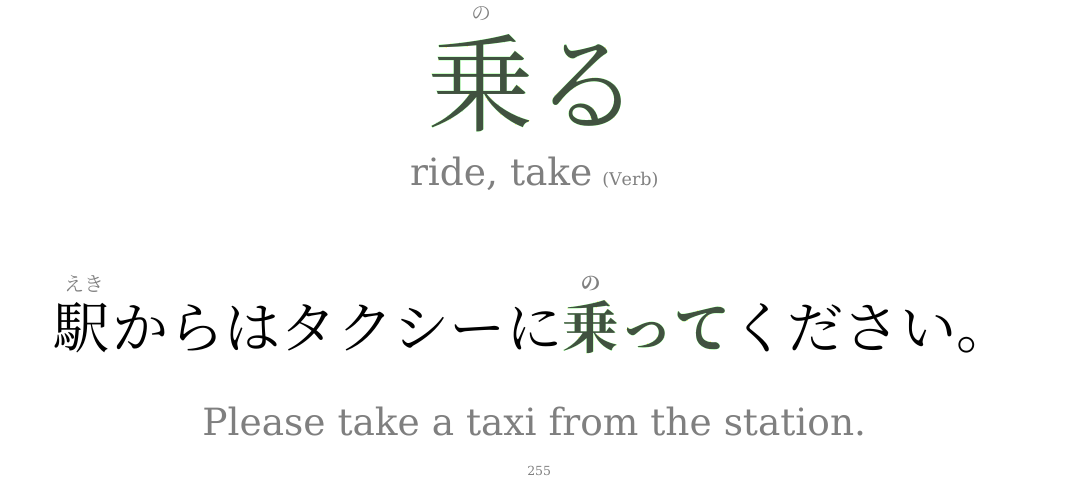 の
乗る
ride, take (Verb)
えき の
駅からはタクシーに乗ってください。
Please take a taxi from the station.
255